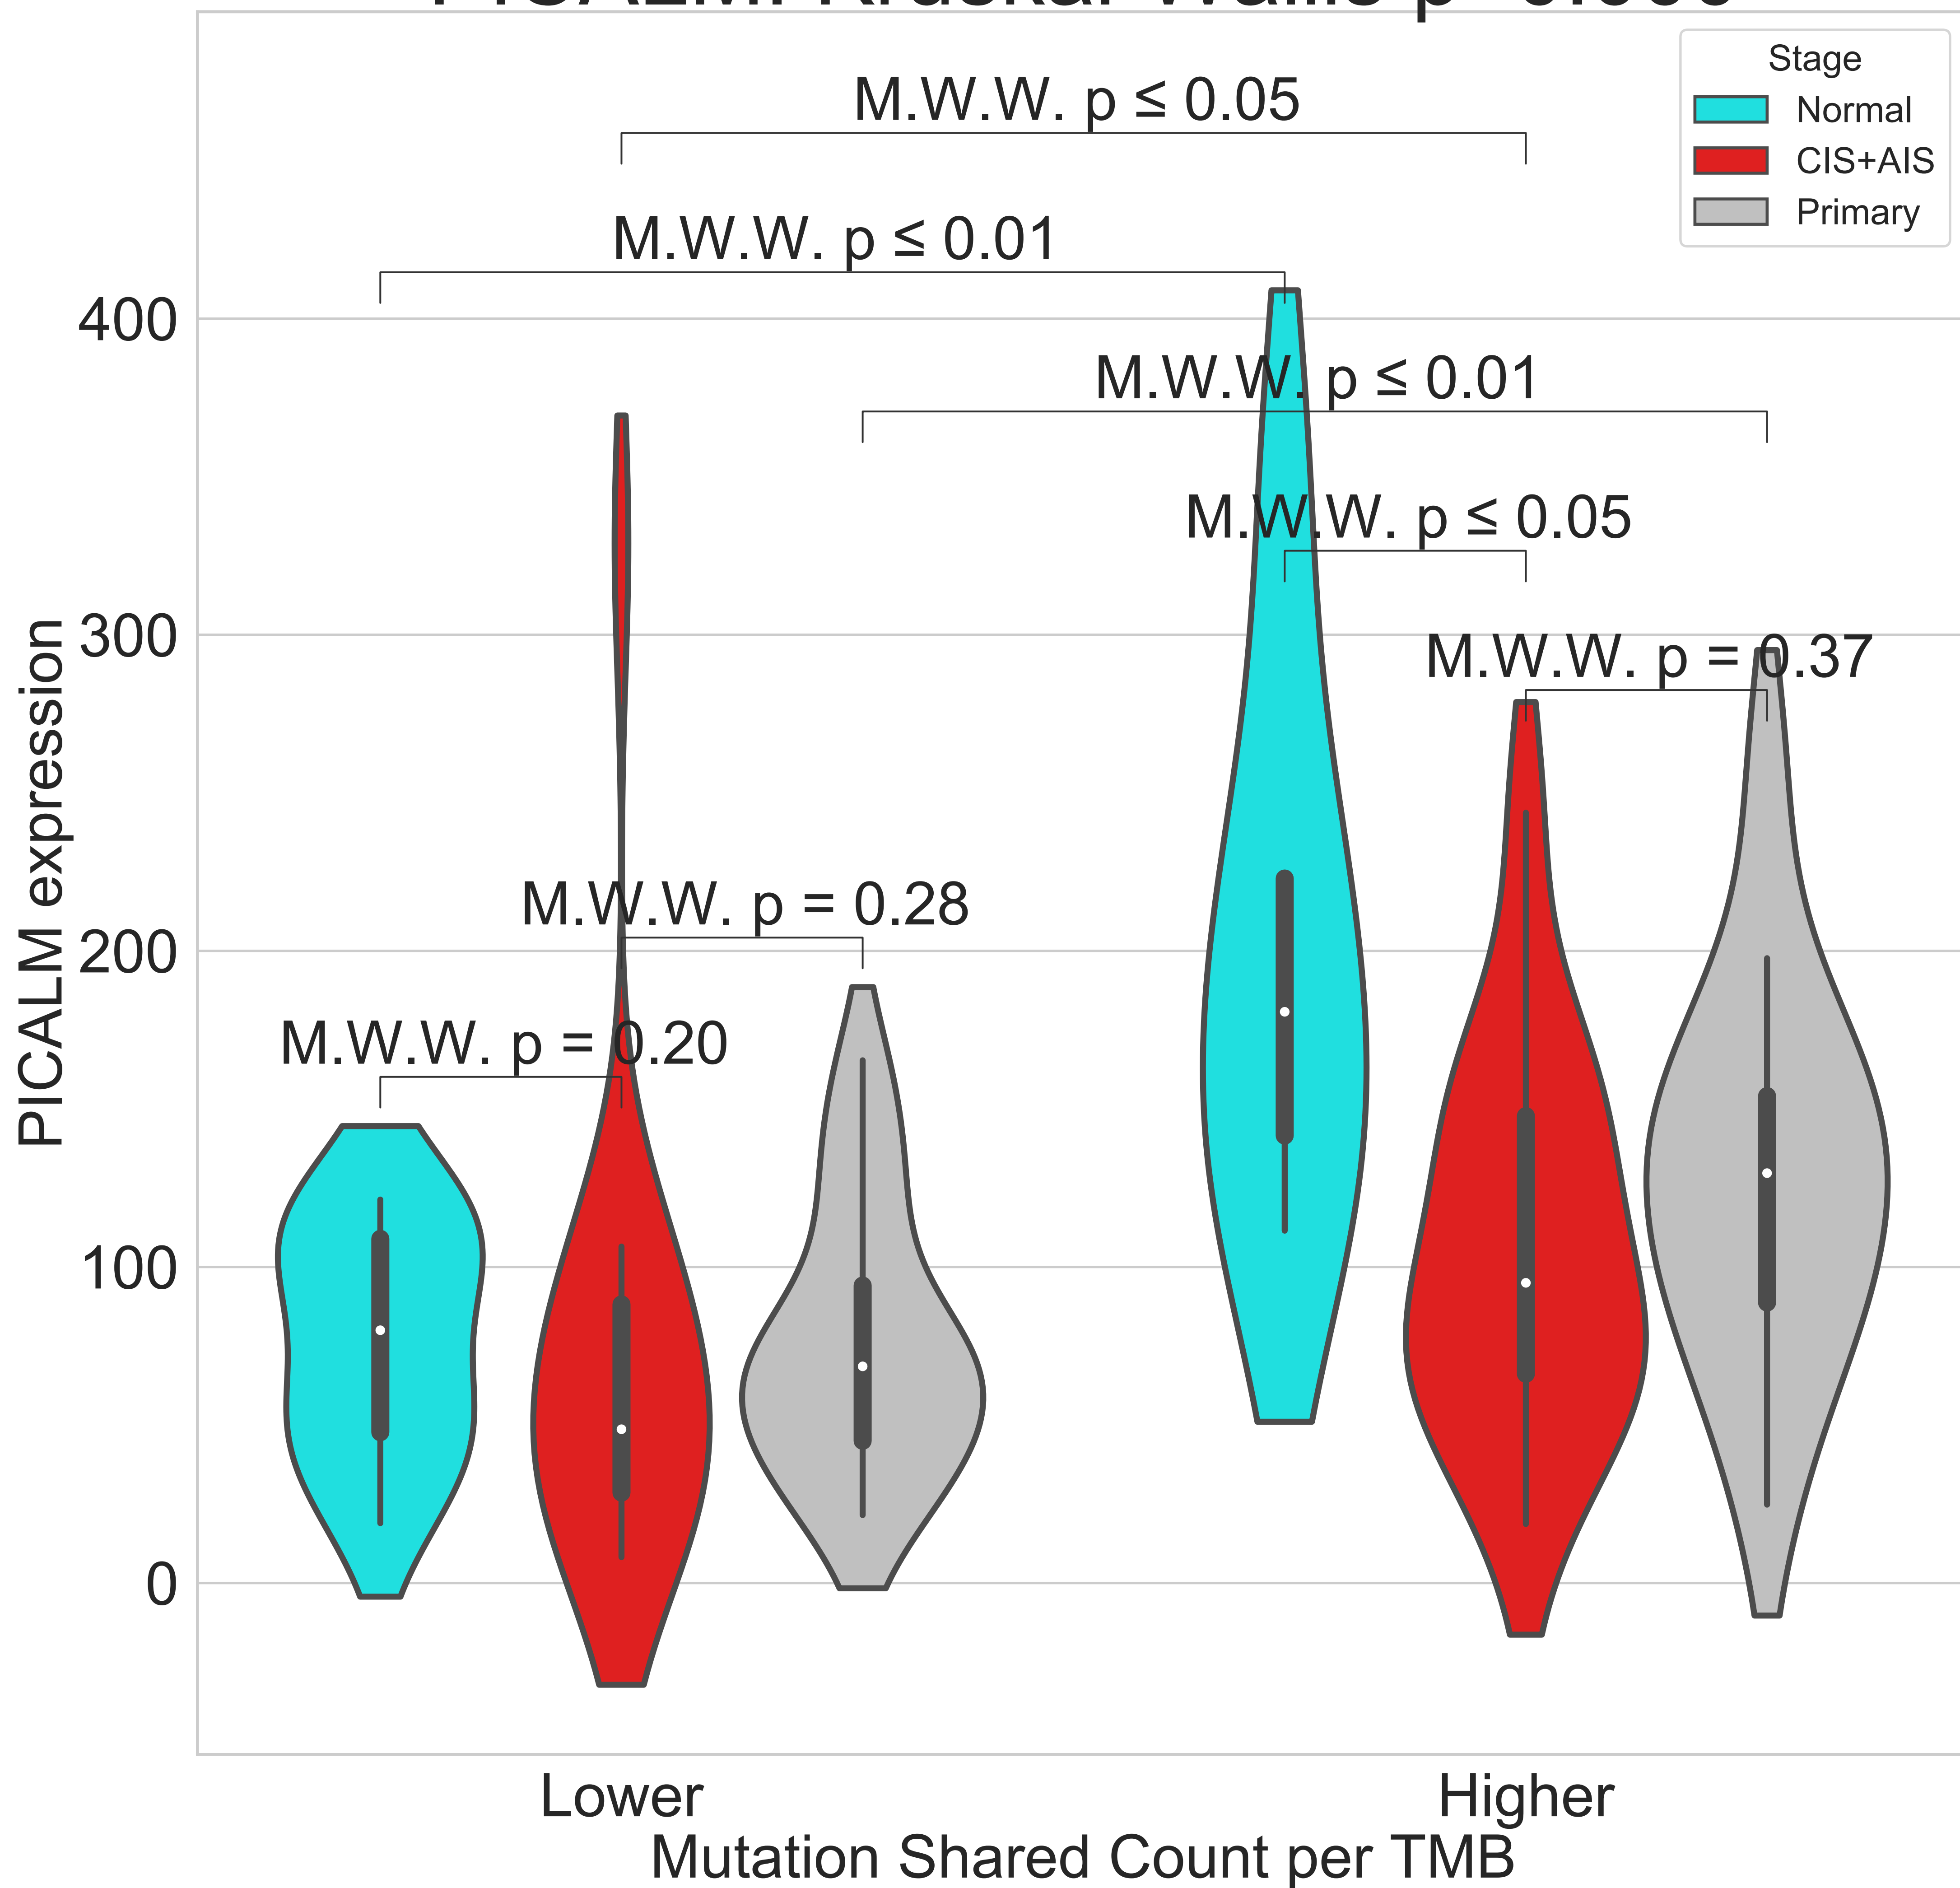 Stage
Normal
CIS+AIS
Primary
M.W.W. p ≤ 0.05
M.W.W. p ≤ 0.01
M.W.W. p ≤ 0.01
M.W.W. p ≤ 0.05
M.W.W. p = 0.37
M.W.W. p = 0.28
M.W.W. p = 0.20
400
300
200
100
0
PICALM expression
Lower
Higher
Mutation Shared Count per TMB